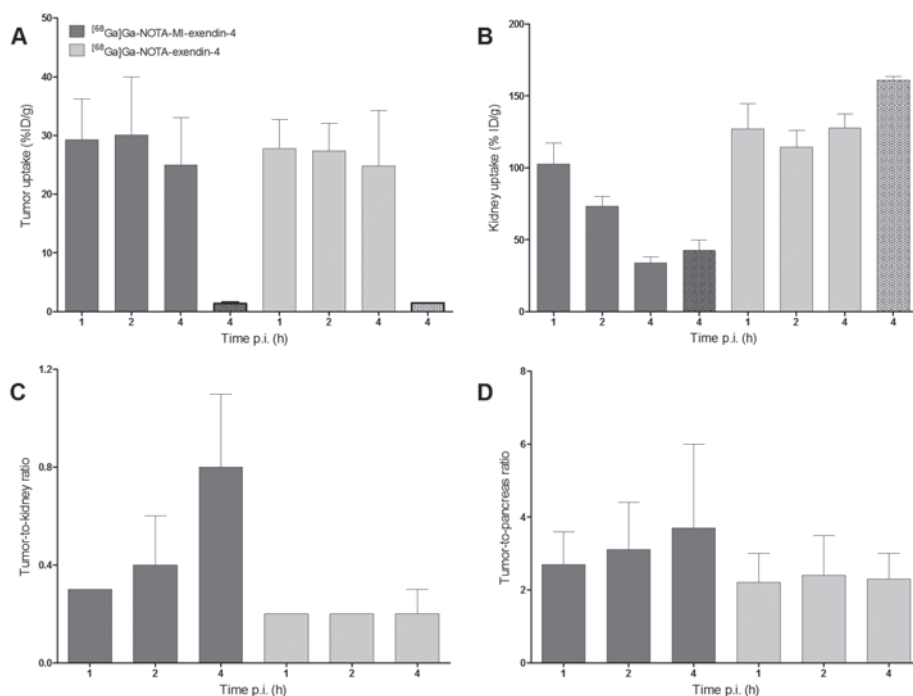 A
[68Ga]Ga-NOTA-MI-exendin-4
[68Ga]Ga-NOTA-exendin-4
Tumor uptake (%ID/g)
50
40
30
20
10
0
1 2 4 4 1 2 4 4
Time p.i. (h)
B
Kidney uptake (% ID/g)
200
150
100
50
0
1 2 4 4 1 2 4 4
Time p.i. (h)
C
Tumor-to-kidney ratio
1.2
0.8
0.4
0.0
1 2 4 1 2 4
Time p.i. (h)
D
Tumor-to-pancreas ratio
8
6
4
2
0
1 2 4 1 2 4
Time p.i. (h)